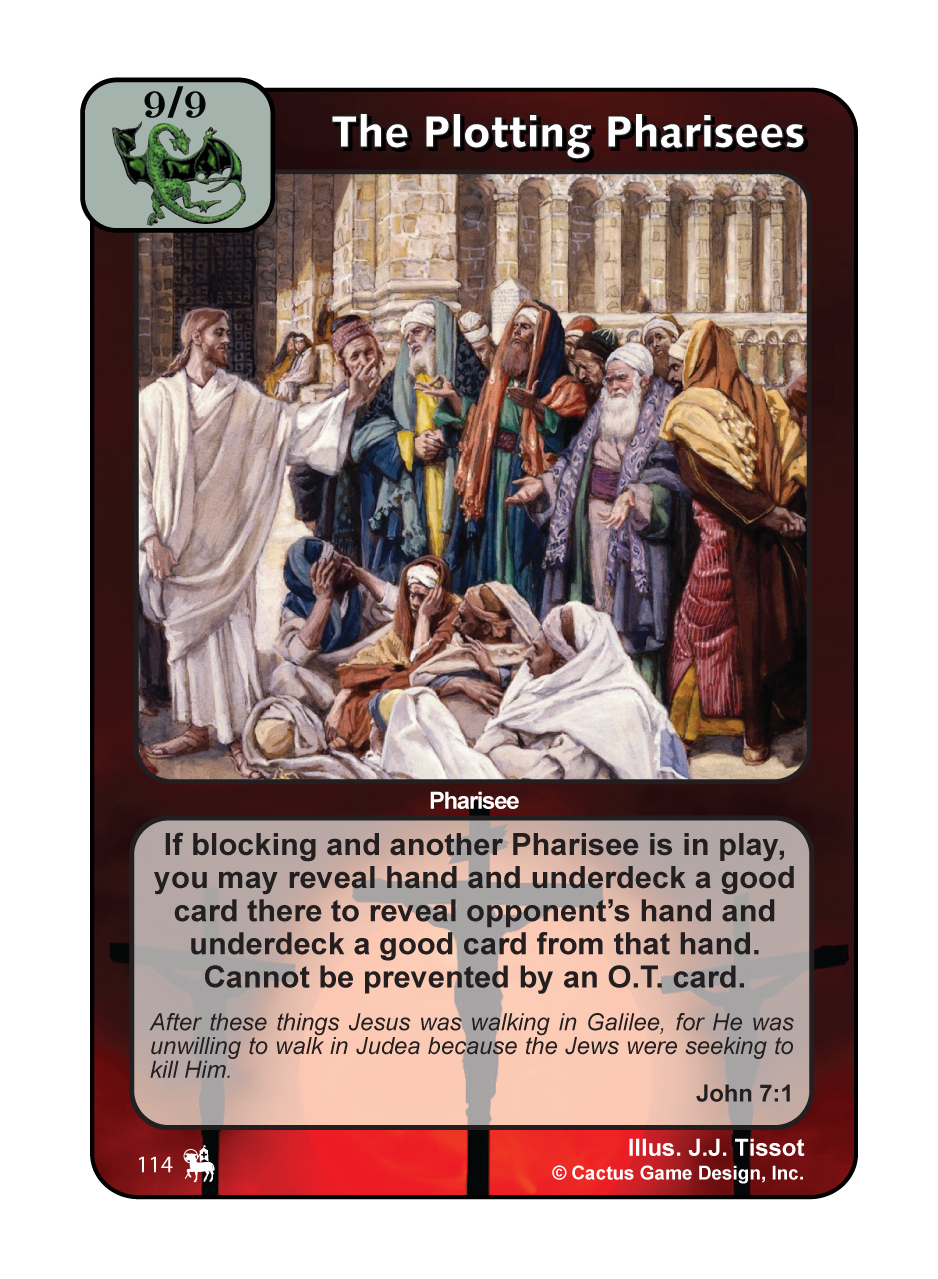 9/9
The Plotting Pharisees
Pharisee
If blocking and another Pharisee is in play,
you may reveal hand and underdeck a good
card there to reveal opponent's hand and
underdeck a good card from that hand.
Cannot be prevented by an O.T. card.
After these things Jesus was walking in Galilee, for He was
unwilling to walk in Judea because the Jews were seeking to
kill Him.
John 7:1
114
Illus. J.J. Tissot
© Cactus Game Design, Inc.